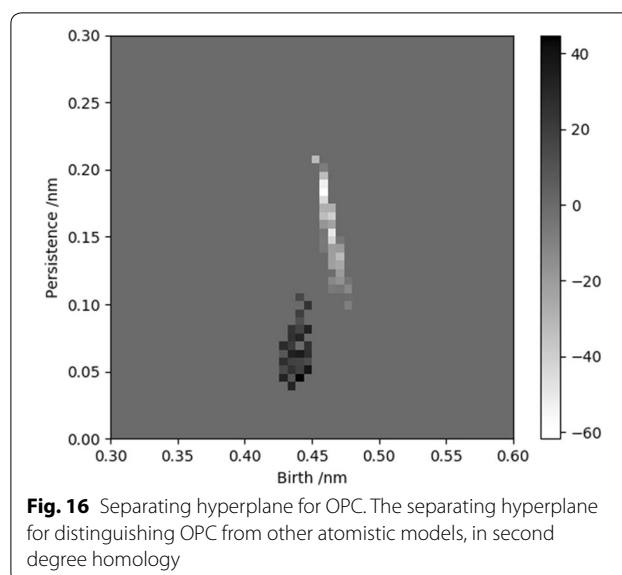 0.30
0.25
0.20
0.15
0.10
0.05
0.00
Persistence /nm
0.30 0.35 0.40 0.45 0.50 0.55 0.60
Birth /nm
40
20
0
−20
−40
−60
Fig. 16 Separating hyperplane for OPC. The separating hyperplane
for distinguishing OPC from other atomistic models, in second
degree homology